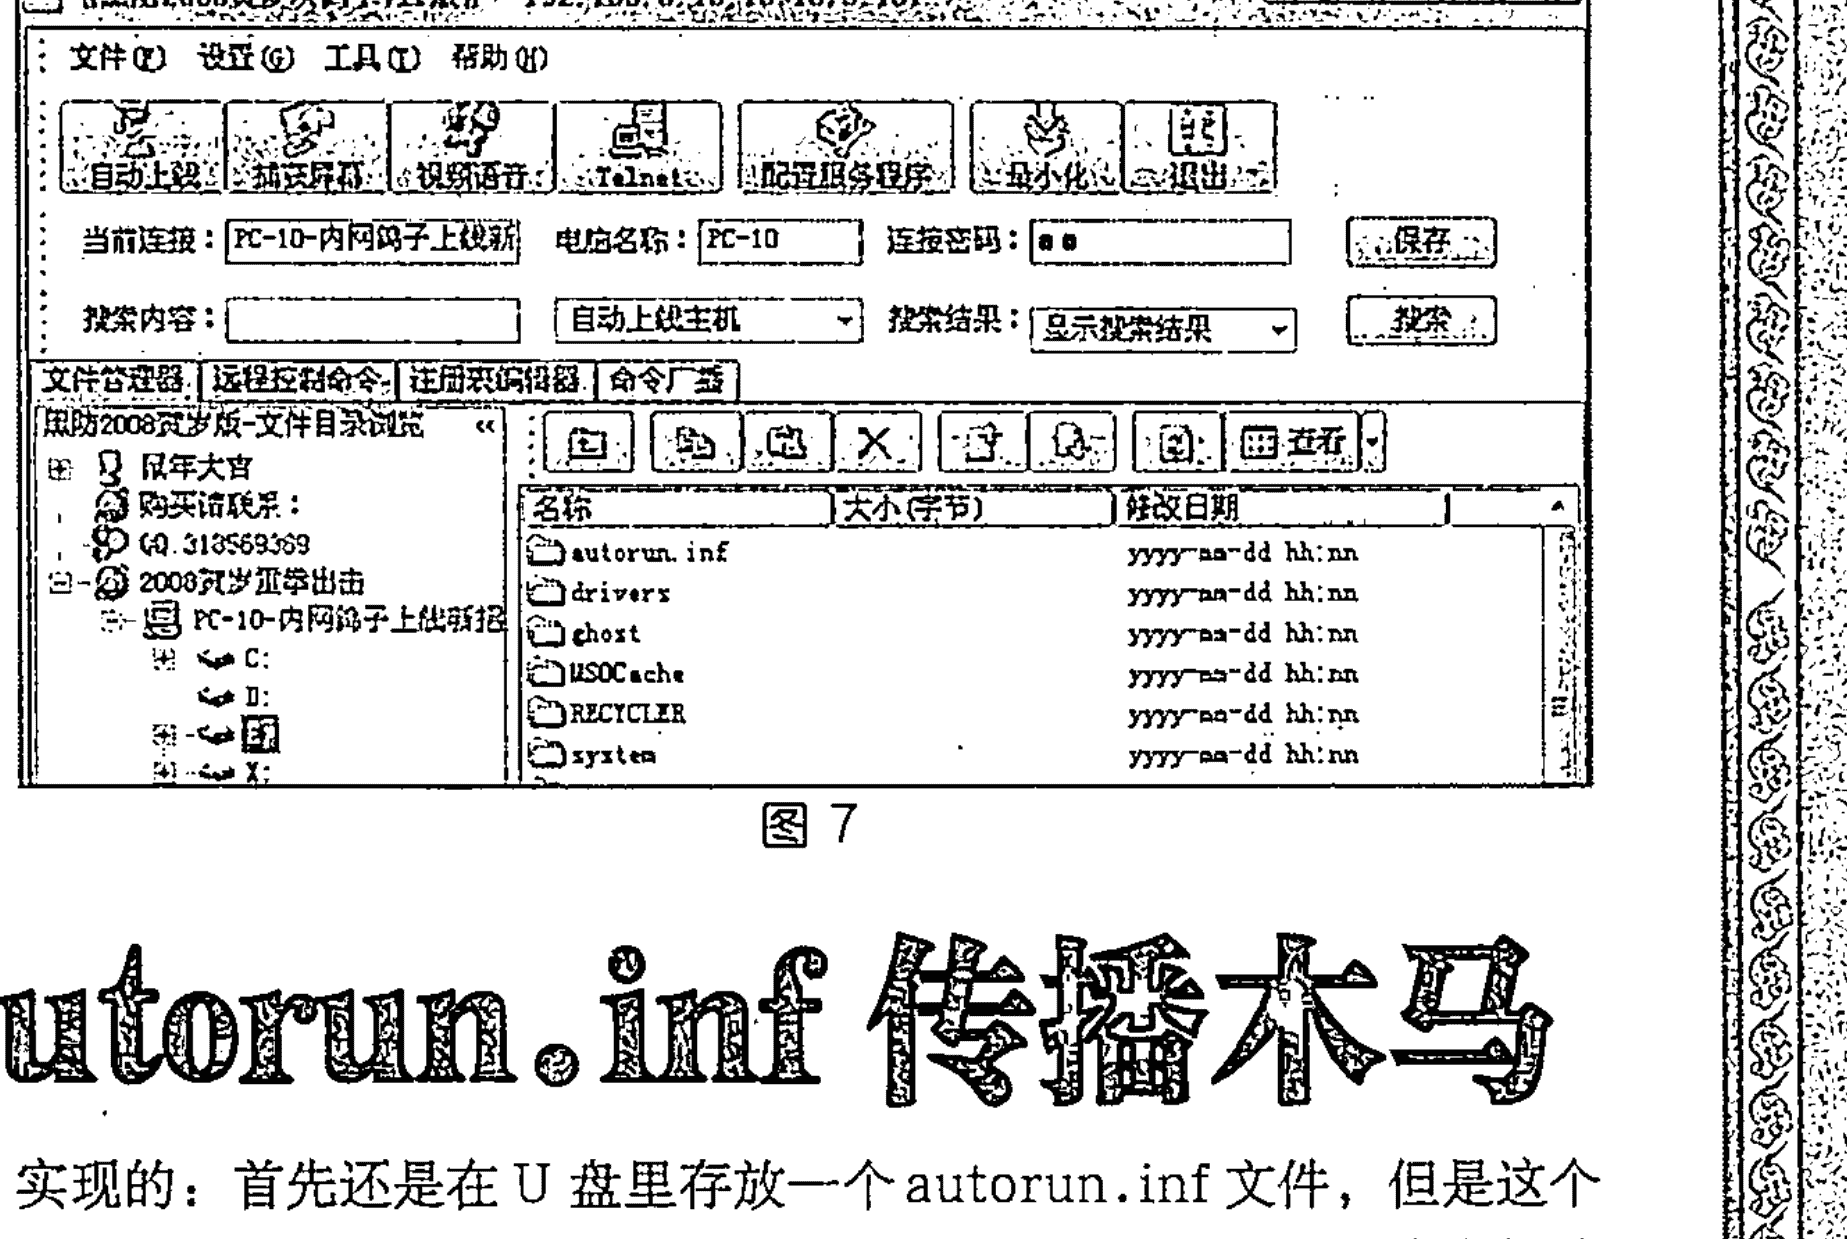 文件(F) 设置(G) 工具(T) 帮助(H)
自动上线 捕获屏幕 视频语音 Telnet 配置服务程序 最小化 退出
当前连接： PC-10-内网鸽子上线新 电脑名称： PC-10 连接密码： 保存
搜索内容： 自动上线主机 搜索结果： 显示搜索结果 搜索
文件管理器 远程控制命令 注册表编辑器 命令广播
黑防2008贺岁版-文件目录浏览 «
查看
鼠年大吉
购买请联系：
2008贺岁重拳出击
PC-10-内网鸽子上线新招
C:
D:
X:
名称 大小(字节) 修改日期
autorun.inf yyyy-mm-dd hh:nn
drivers yyyy-mm-dd hh:nn
ghost yyyy-mm-dd hh:nn
MSOCache yyyy-mm-dd hh:nn
RECYCLER yyyy-mm-dd hh:nn
system yyyy-mm-dd hh:nn
图 7
utorun.inf 传播木马
实现的：首先还是在 U 盘里存放一个 autorun.inf 文件，但是这个